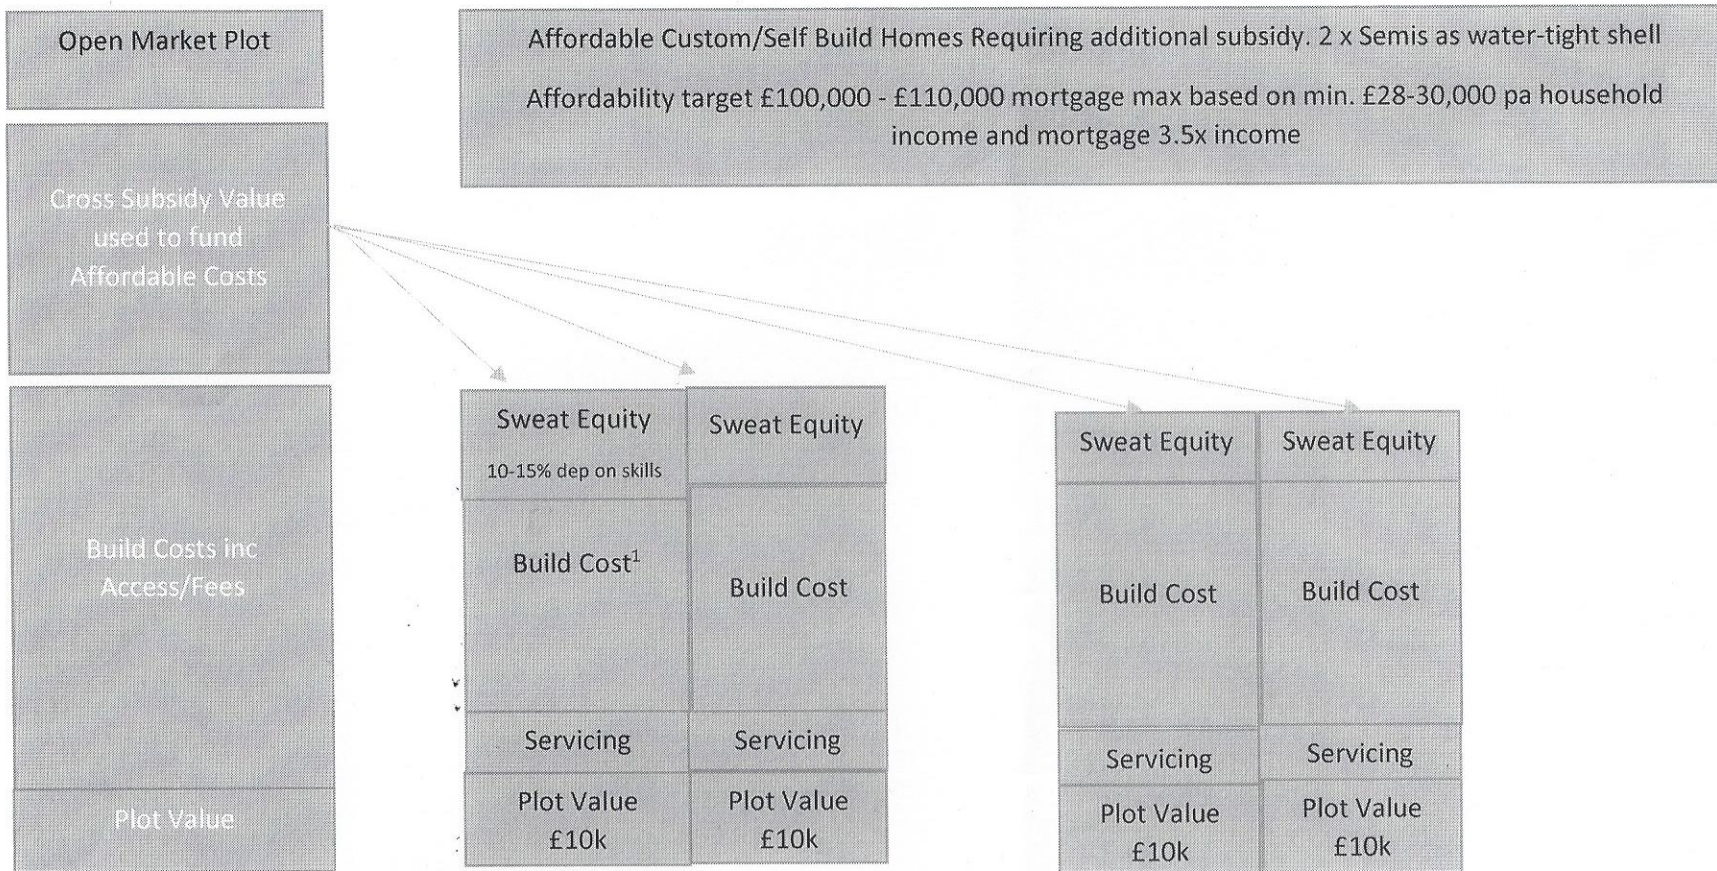 Open Market Plot
Affordable Custom/Self Build Homes Requiring additional subsidy. 2 x Semis as water-tight shell
Affordability target £100,000 - £110,000 mortgage max based on min. £28-30,000 pa household
income and mortgage 3.5x income
Cross Subsidy Value
used to fund
Affordable Costs
Build Costs inc
Access/Fees
Plot Value
Sweat Equity
10-15% dep on skills
Build Cost¹
Servicing
Plot Value
£10k
Sweat Equity
Build Cost
Servicing
Plot Value
£10k
Sweat Equity
Build Cost
Servicing
Plot Value
£10k
Sweat Equity
Build Cost
Servicing
Plot Value
£10k